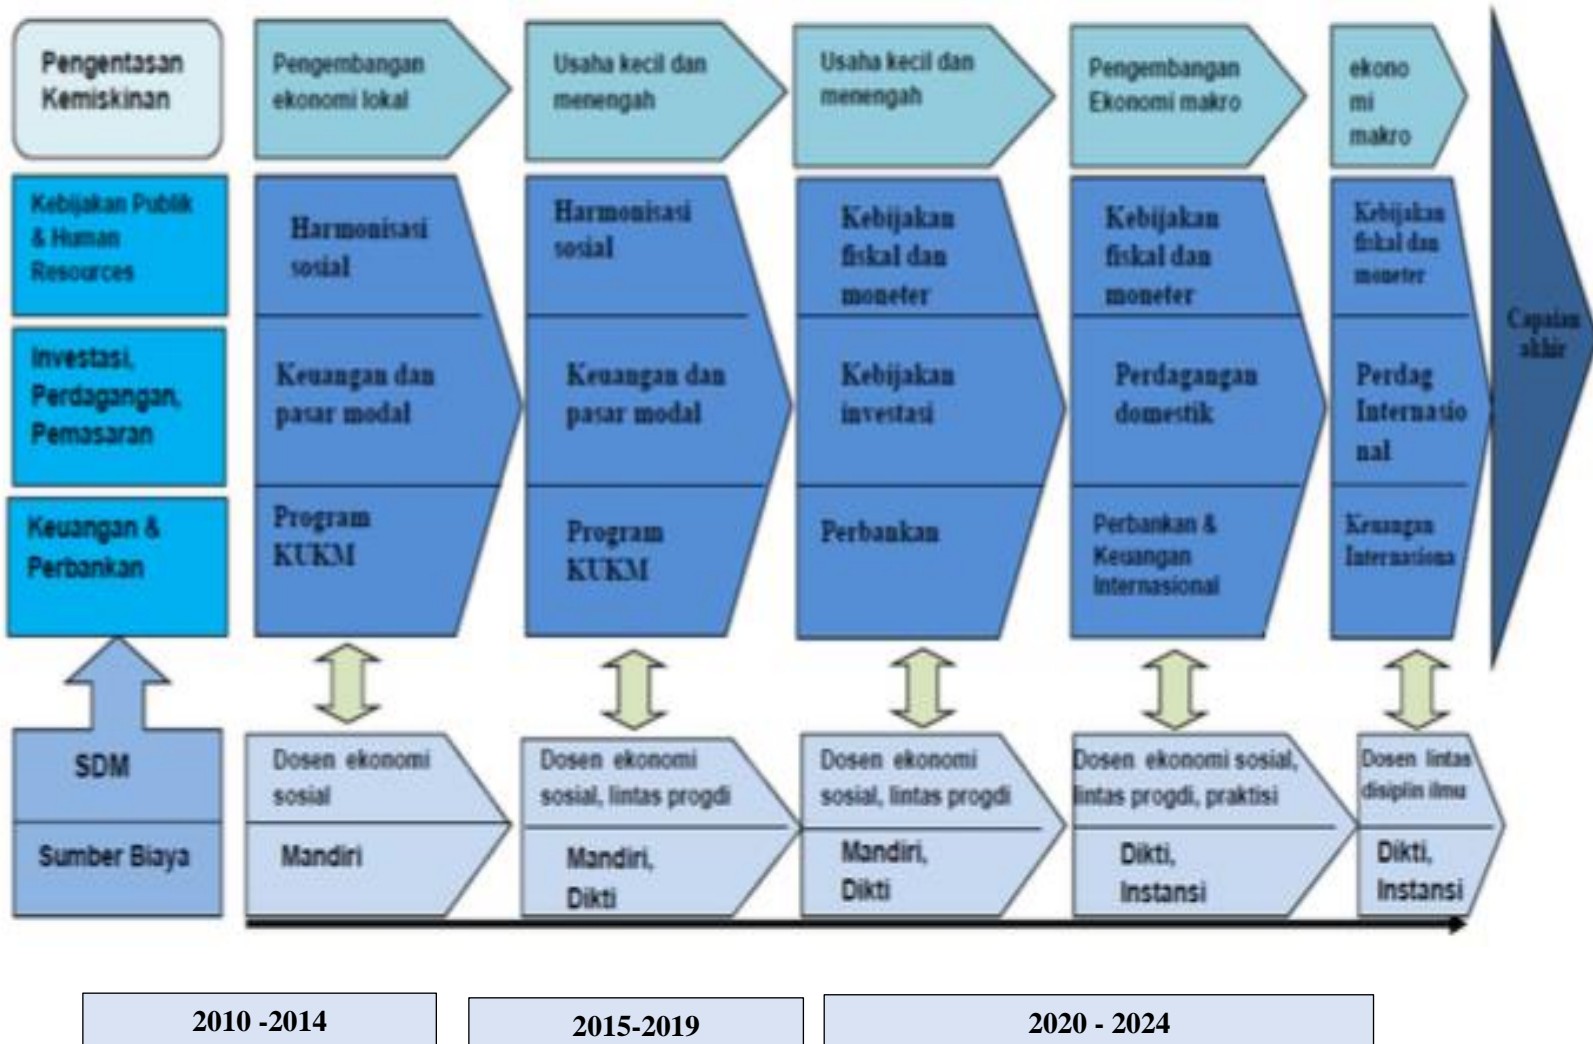 Pengentasan
Kemiskinan
Pengembangan
ekonomi lokal
Usaha kecil dan
menengah
Usaha kecil dan
menengah
Pengembangan
Ekonomi makro
ekono
mi
makro
Kebijakan Publik
& Human
Resources
Harmonisasi
sosial
Harmonisasi
sosial
Kebijakan
fiskal dan
moneter
Kebijakan
fiskal dan
moneter
Kebijakan
fiskal dan
moneter
Capaian
akhir
Investasi,
Perdagangan,
Pemasaran
Keuangan dan
pasar modal
Keuangan dan
pasar modal
Kebijakan
investasi
Perdagangan
domestik
Perdag
Internasio
nal
Keuangan &
Perbankan
Program
KUKM
Program
KUKM
Perbankan
Perbankan &
Keuangan
Internasional
Keuangan
Internasiona
SDM
Dosen ekonomi
sosial
Dosen ekonomi
sosial, lintas progdi
Dosen ekonomi
sosial, lintas progdi
Dosen ekonomi sosial,
lintas progdi, praktisi
Dosen lintas
disiplin ilmu
Sumber Biaya
Mandiri
Mandiri,
Dikti
Mandiri,
Dikti
Dikti,
Instansi
Dikti,
Instansi
2010 -2014
2015-2019
2020 - 2024